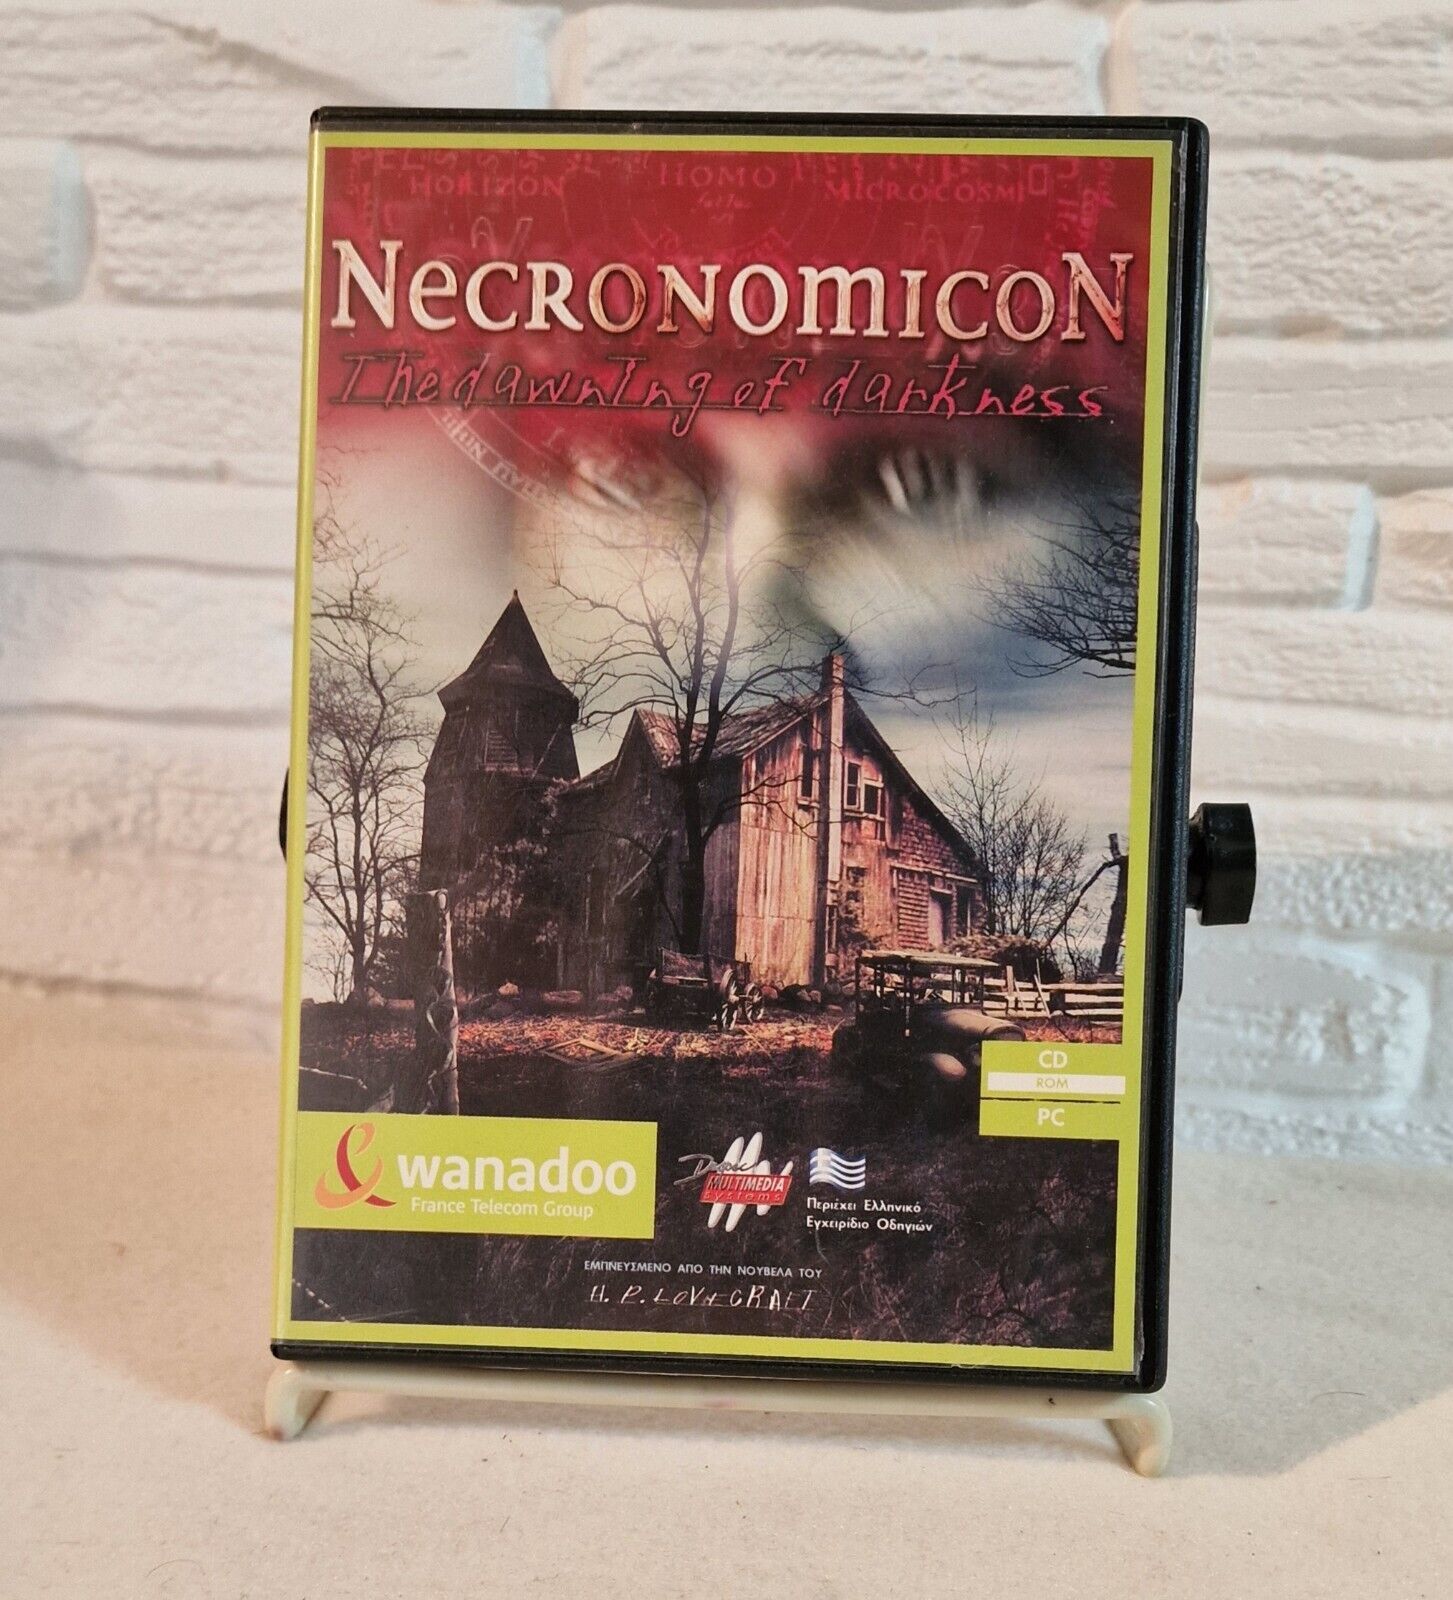 HORIZON HOMO MICROCOSMI
NecronomicoN
The dawning of darkness
CD
ROM
PC
wanadoo
France Telecom Group
MULTIMEDIA
systems
Περιέχει Ελληνικό
Εγχειρίδιο Οδηγιών
ΕΜΠΝΕΥΣΜΕΝΟ ΑΠΟ ΤΗΝ ΝΟΥΒΕΛΑ ΤΟΥ
H. P. LOVECRAFT